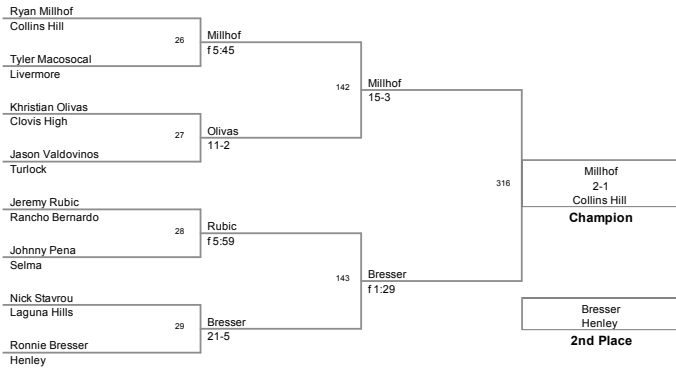 Ryan Millhof
Collins Hill
26
Tyler Macosocal
Livermore
Millhof
f 5:45
Khristian Olivas
Clovis High
27
Jason Valdovinos
Turlock
Olivas
11-2
142
Millhof
15-3
Jeremy Rubic
Rancho Bernardo
28
Johnny Pena
Selma
Rubic
f 5:59
Nick Stavrou
Laguna Hills
29
Ronnie Bresser
Henley
Bresser
21-5
143
Bresser
f 1:29
316
Millhof
2-1
Collins Hill
Champion
Bresser
Henley
2nd Place